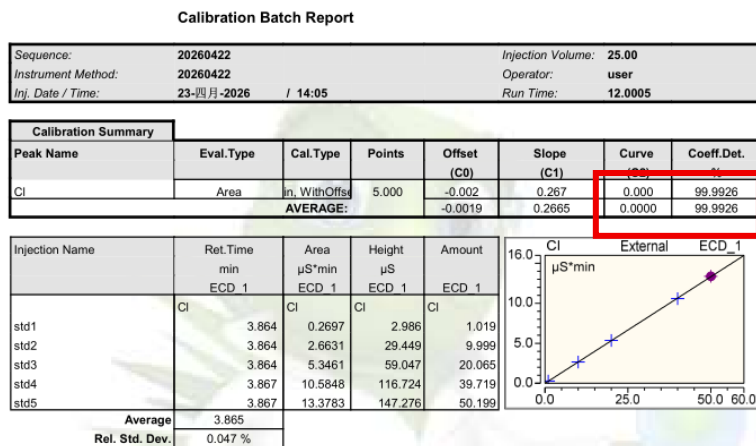 Calibration Batch Report
Sequence: 20260422 Injection Volume: 25.00
Instrument Method: 20260422 Operator: user
Inj. Date / Time: 23-四月-2026 / 14:05 Run Time: 12.0005
Calibration Summary
Peak Name Eval.Type Cal.Type Points Offset Slope Curve Coeff.Det.
(C0) (C1)
Cl Area in, WithOffse 5.000 -0.002 0.267 0.000 99.9926
AVERAGE: -0.0019 0.2665 0.0000 99.9926
Injection Name Ret.Time Area Height Amount
min µS*min µS
ECD_1 ECD_1 ECD_1 ECD_1
Cl Cl Cl Cl
std1 3.864 0.2697 2.986 1.019
std2 3.864 2.6631 29.449 9.999
std3 3.864 5.3461 59.047 20.065
std4 3.867 10.5848 116.724 39.719
std5 3.867 13.3783 147.276 50.199
Average 3.865
Rel. Std. Dev. 0.047 %
Cl External ECD_1
16.0
µS*min
10.0
5.0
0.0
0.0 25.0 50.0 60.0